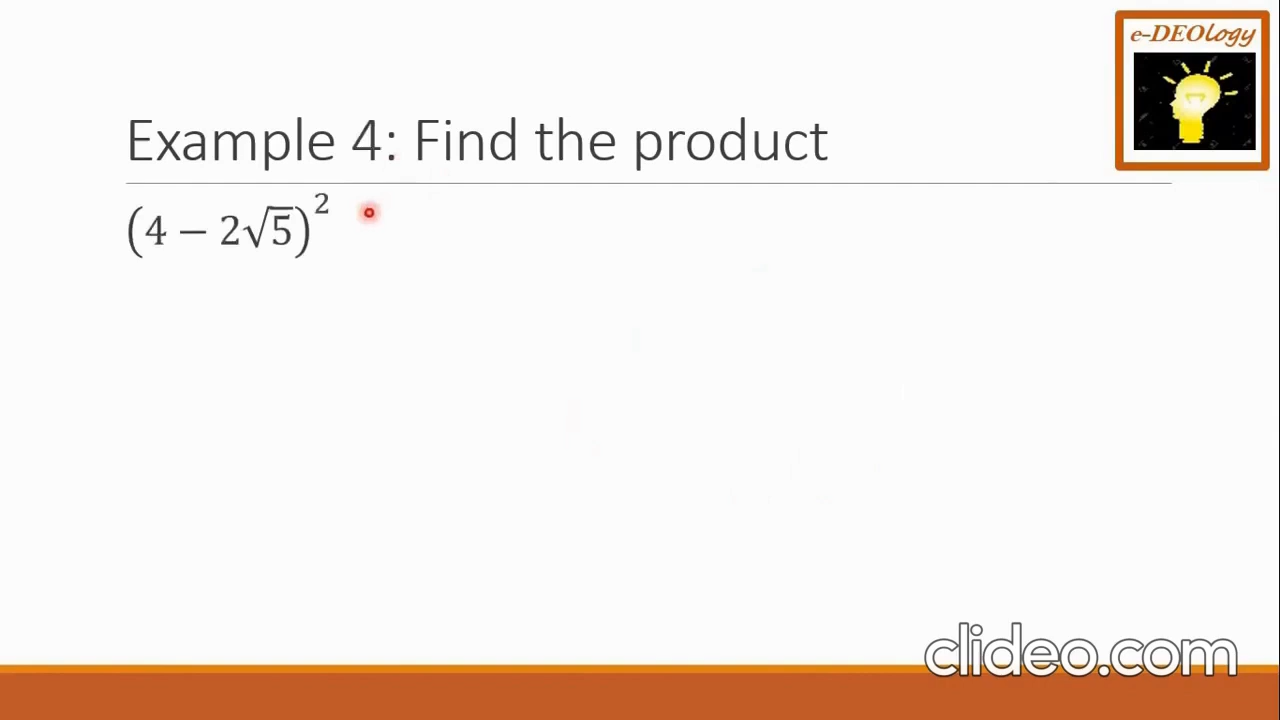 e-DEOlogy
Example 4: Find the product
(4 − 2√5)²
clideo.com